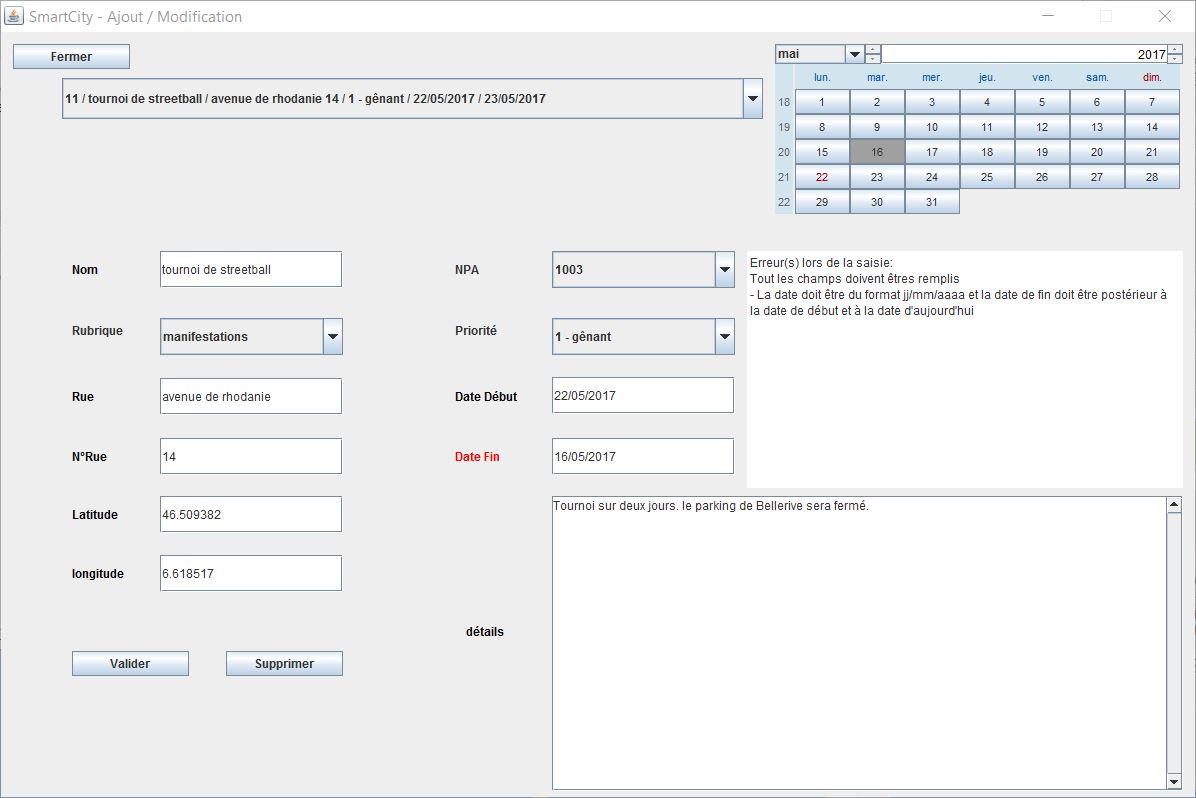 SmartCity - Ajout / Modification
Fermer
11 / tournoi de streetball / avenue de rhodanie 14 / 1 - gênant / 22/05/2017 / 23/05/2017
mai 2017
lun. mar. mer. jeu. ven. sam. dim.
18 1 2 3 4 5 6 7
19 8 9 10 11 12 13 14
20 15 16 17 18 19 20 21
21 22 23 24 25 26 27 28
22 29 30 31
Nom tournoi de streetball
NPA 1003
Rubrique manifestations
Priorité 1 - gênant
Rue avenue de rhodanie
Date Début 22/05/2017
N°Rue 14
Date Fin 16/05/2017
Latitude 46.509382
longitude 6.618517
Erreur(s) lors de la saisie:
Tout les champs doivent êtres remplis
- La date doit être du format jj/mm/aaaa et la date de fin doit être postérieur à
la date de début et à la date d'aujourd'hui
détails
Tournoi sur deux jours. le parking de Bellerive sera fermé.
Valider Supprimer